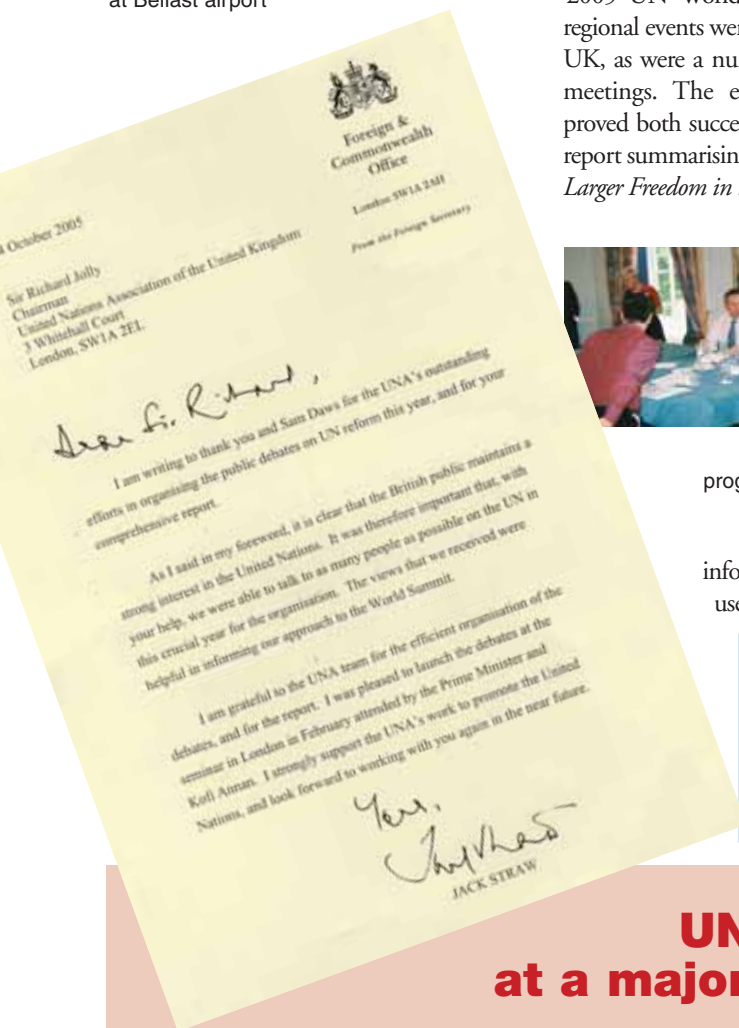 at Belfast airport
Foreign &
Commonwealth
Office
London SW1A 2AH
From the Foreign Secretary
October 2005
Sir Richard Jolly
Chairman
United Nations Association of the United Kingdom
3 Whitehall Court
London, SW1A 2EL
Dear Sir Richard,
I am writing to thank you and Sam Daws for the UNA's outstanding
efforts in organising the public debates on UN reform this year, and for your
comprehensive report.
As I said in my foreword, it is clear that the British public maintains a
strong interest in the United Nations. It was therefore important that, with
your help, we were able to talk to as many people as possible on the UN in
this crucial year for the organisation. The views that we received were
helpful in informing our approach to the World Summit.
I am grateful to the UNA team for the efficient organisation of the
debates, and for the report. I was pleased to launch the debates at the
seminar in London in February attended by the Prime Minister and
Kofi Annan. I strongly support the UNA's work to promote the United
Nations, and look forward to working with you again in the near future.
Yours,
Jack Straw
JACK STRAW
2005 UN World
regional events wer
UK, as were a nu
meetings. The e
proved both succe
report summarisin
Larger Freedom in
prog
info
use
UN
at a major